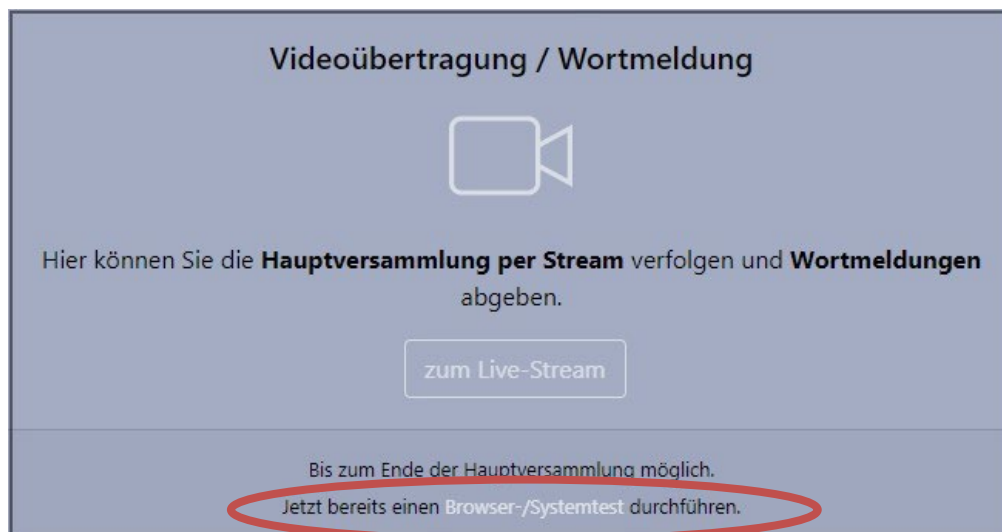 Videoübertragung / Wortmeldung
Hier können Sie die Hauptversammlung per Stream verfolgen und Wortmeldungen
abgeben.
zum Live-Stream
Bis zum Ende der Hauptversammlung möglich.
Jetzt bereits einen Browser-/Systemtest durchführen.